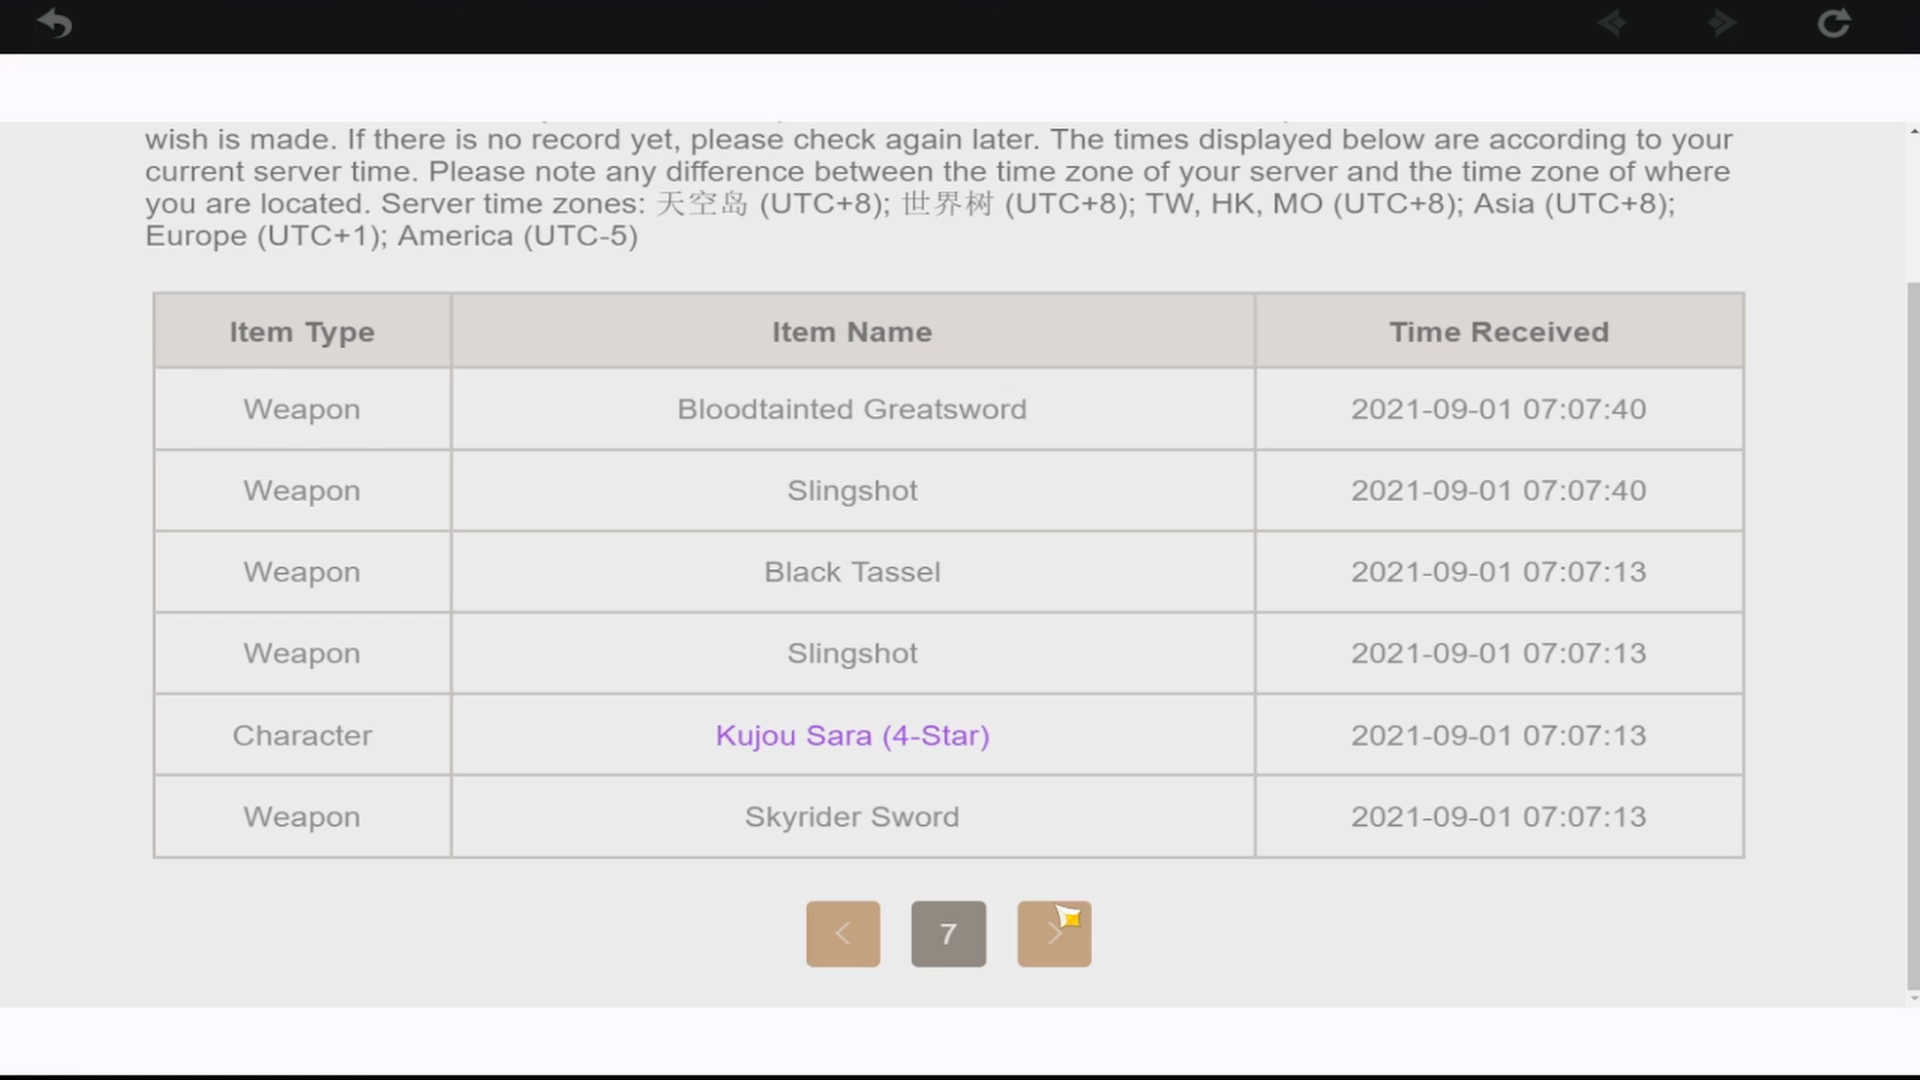 wish is made. If there is no record yet, please check again later. The times displayed below are according to your
current server time. Please note any difference between the time zone of your server and the time zone of where
you are located. Server time zones: 天空岛 (UTC+8); 世界树 (UTC+8); TW, HK, MO (UTC+8); Asia (UTC+8);
Europe (UTC+1); America (UTC-5)
Item Type Item Name Time Received
Weapon Bloodtainted Greatsword 2021-09-01 07:07:40
Weapon Slingshot 2021-09-01 07:07:40
Weapon Black Tassel 2021-09-01 07:07:13
Weapon Slingshot 2021-09-01 07:07:13
Character Kujou Sara (4-Star) 2021-09-01 07:07:13
Weapon Skyrider Sword 2021-09-01 07:07:13
< 7 >